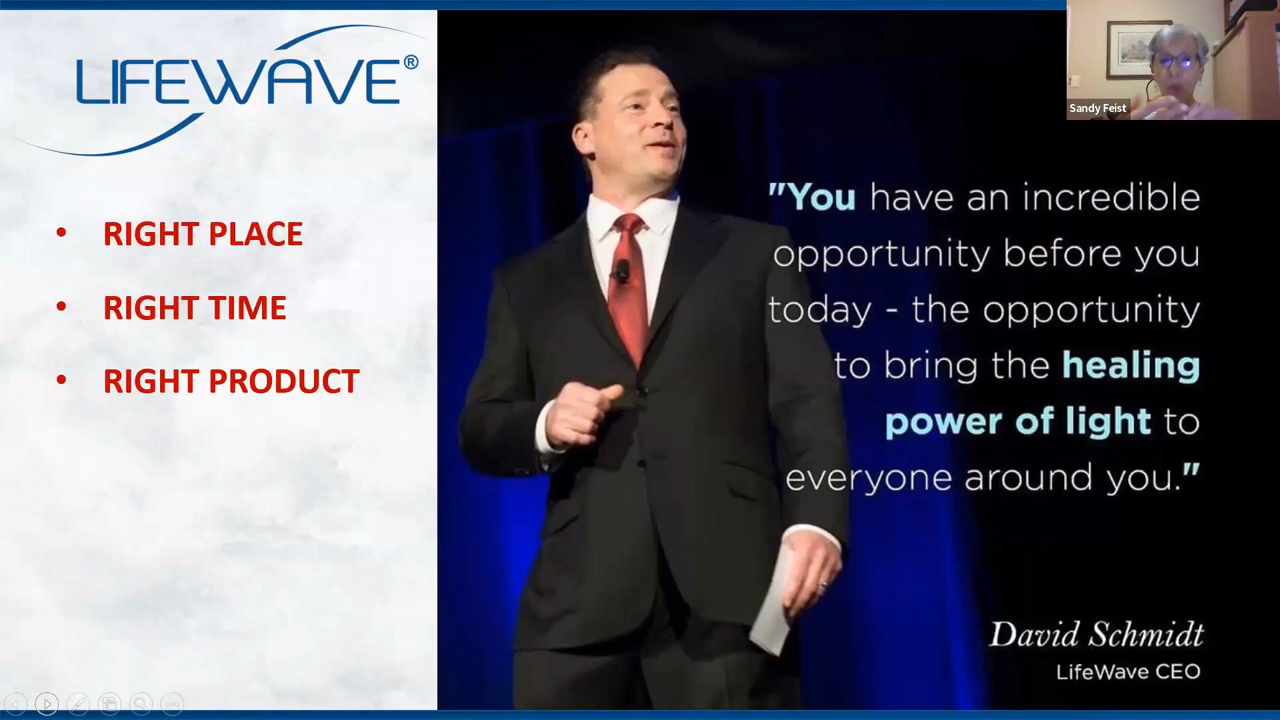 LIFEWAVE®
• RIGHT PLACE
• RIGHT TIME
• RIGHT PRODUCT
"You have an incredible
opportunity before you
today - the opportunity
to bring the healing
power of light to
everyone around you."
David Schmidt
LifeWave CEO
Sandy Feist